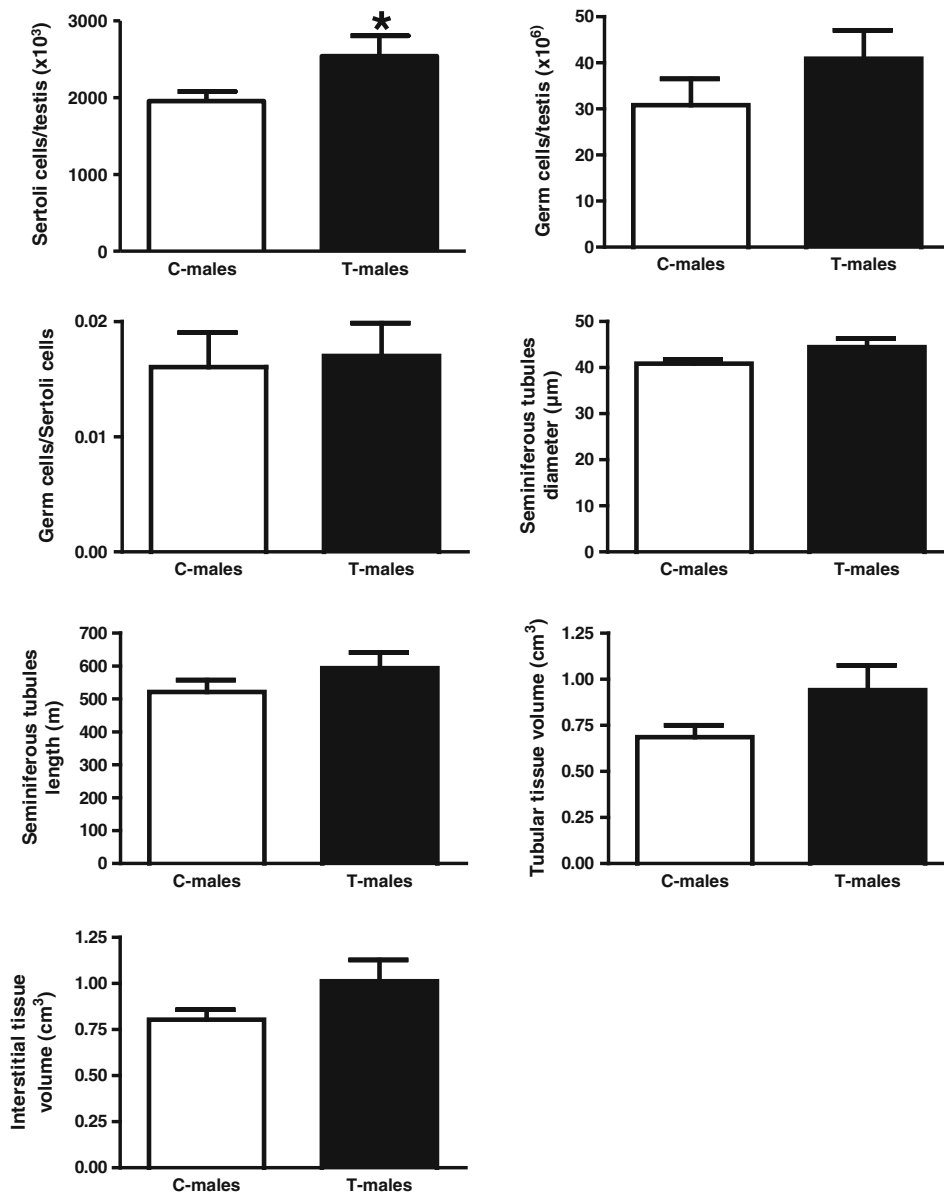 Sertoli cells/testis (x10³)
3000
2000
1000
0
*
C-males T-males
Germ cells/testis (x10⁶)
50
40
30
20
10
0
C-males T-males
Germ cells/Sertoli cells
0.02
0.01
0.00
C-males T-males
Seminiferous tubules
diameter (µm)
50
40
30
20
10
0
C-males T-males
Seminiferous tubules
length (m)
700
600
500
400
300
200
100
0
C-males T-males
Tubular tissue volume (cm³)
1.25
1.00
0.75
0.50
0.25
0.00
C-males T-males
Interstitial tissue
volume (cm³)
1.25
1.00
0.75
0.50
0.25
0.00
C-males T-males